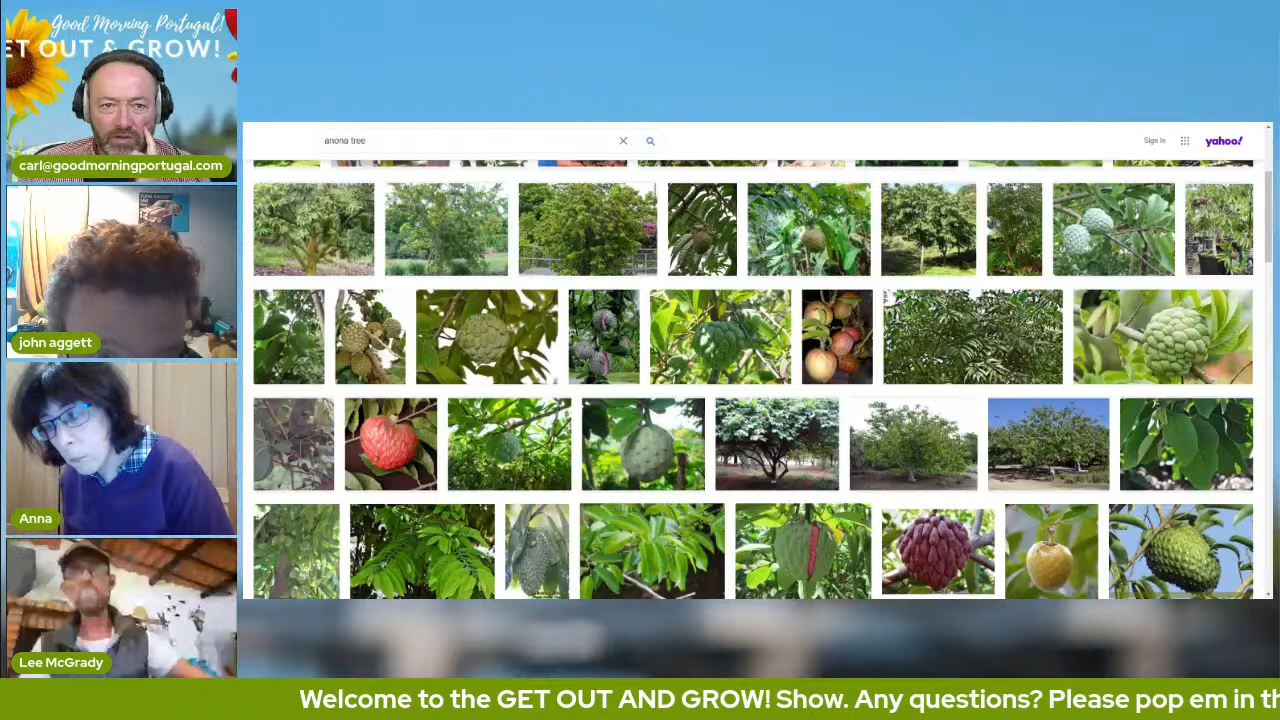 Good Morning Portugal!
ET OUT & GROW!
carl@goodmorningportugal.com
john aggett
Anna
Lee McGrady
anona tree
Sign In
yahoo!
Welcome to the GET OUT AND GROW! Show. Any questions? Please pop em in th